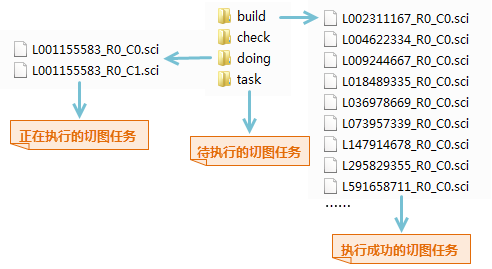 build
check
doing
task
L001155583_R0_C0.sci
L001155583_R0_C1.sci
正在执行的切图任务
待执行的切图任务
L002311167_R0_C0.sci
L004622334_R0_C0.sci
L009244667_R0_C0.sci
L018489335_R0_C0.sci
L036978669_R0_C0.sci
L073957339_R0_C0.sci
L147914678_R0_C0.sci
L295829355_R0_C0.sci
L591658711_R0_C0.sci
......
执行成功的切图任务